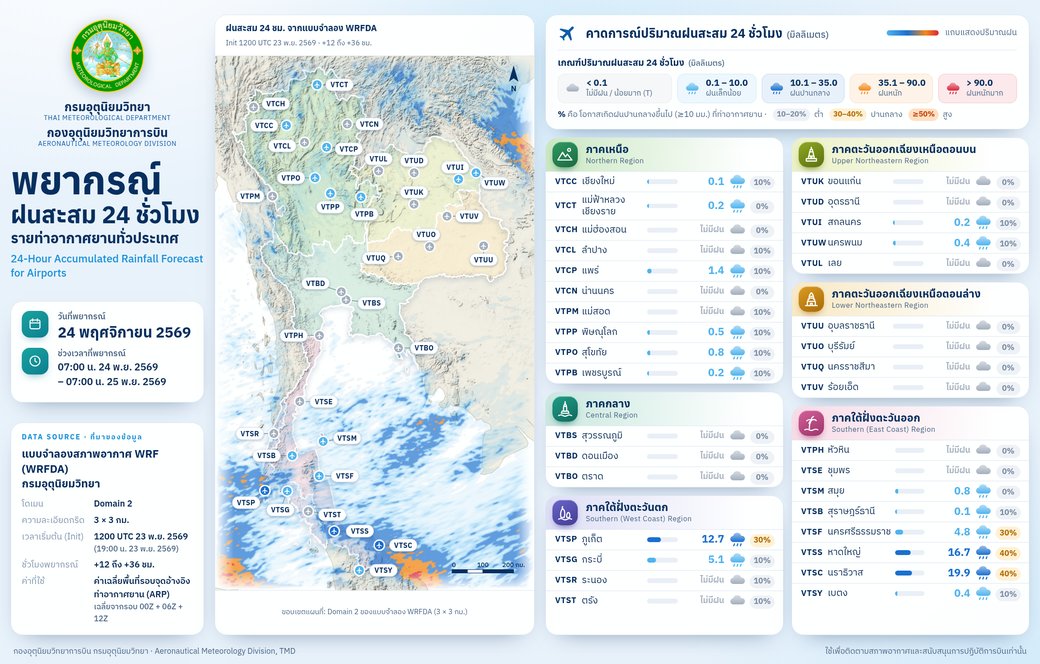 กรมอุตุนิยมวิทยา
METEOROLOGICAL DEPARTMENT
กรมอุตุนิยมวิทยา
THAI METEOROLOGICAL DEPARTMENT
กองอุตุนิยมวิทยาการบิน
AERONAUTICAL METEOROLOGY DIVISION
พยากรณ์
ฝนสะสม 24 ชั่วโมง
รายท่าอากาศยานทั่วประเทศ
24-Hour Accumulated Rainfall Forecast
for Airports
วันที่พยากรณ์
24 พฤศจิกายน 2569
ช่วงเวลาที่พยากรณ์
07:00 น. 24 พ.ย. 2569
– 07:00 น. 25 พ.ย. 2569
DATA SOURCE · ที่มาของข้อมูล
แบบจำลองสภาพอากาศ WRF
(WRFDA)
กรมอุตุนิยมวิทยา
โดเมน Domain 2
ความละเอียดกริด 3 × 3 กม.
เวลาเริ่มต้น (Init) 1200 UTC 23 พ.ย. 2569
(19:00 น. 23 พ.ย. 2569)
ชั่วโมงพยากรณ์ +12 ถึง +36 ชม.
ค่าที่ใช้ ค่าเฉลี่ยพื้นที่รอบจุดอ้างอิง
ท่าอากาศยาน (ARP)
เฉลี่ยจากรอบ 00Z + 06Z +
12Z
ฝนสะสม 24 ชม. จากแบบจำลอง WRFDA
Init 1200 UTC 23 พ.ย. 2569 · +12 ถึง +36 ชม.
N
VTCT
VTCH
VTCC
VTCN
VTCL
VTCP
VTUL
VTUD
VTUI
VTPO
VTUW
VTPM
VTUK
VTPP
VTPB
VTUV
VTUO
VTUQ
VTUU
VTBD
VTBS
VTPH
VTBO
VTSE
VTSR
VTSM
VTSB
VTSF
VTSP
VTSG
VTST
VTSS
VTSC
VTSY
0 100 200 กม.
ขอบเขตแผนที่: Domain 2 ของแบบจำลอง WRFDA (3 × 3 กม.)
คาดการณ์ปริมาณฝนสะสม 24 ชั่วโมง (มิลลิเมตร)
แถบแสดงปริมาณฝน
เกณฑ์ปริมาณฝนสะสม 24 ชั่วโมง (มิลลิเมตร)
< 0.1
ไม่มีฝน / น้อยมาก (T)
0.1 – 10.0
ฝนเล็กน้อย
10.1 – 35.0
ฝนปานกลาง
35.1 – 90.0
ฝนหนัก
> 90.0
ฝนหนักมาก
% คือ โอกาสเกิดฝนปานกลางขึ้นไป (≥10 มม.) ที่ท่าอากาศยาน · 10–20% ต่ำ 30–40% ปานกลาง ≥50% สูง
ภาคเหนือ
Northern Region
VTCC เชียงใหม่ 0.1 10%
VTCT แม่ฟ้าหลวง เชียงราย 0.2 0%
VTCH แม่ฮ่องสอน ไม่มีฝน 0%
VTCL ลำปาง ไม่มีฝน 10%
VTCP แพร่ 1.4 10%
VTCN น่านนคร ไม่มีฝน 0%
VTPM แม่สอด ไม่มีฝน 10%
VTPP พิษณุโลก 0.5 10%
VTPO สุโขทัย 0.8 10%
VTPB เพชรบูรณ์ 0.2 10%
ภาคกลาง
Central Region
VTBS สุวรรณภูมิ ไม่มีฝน 0%
VTBD ดอนเมือง ไม่มีฝน 0%
VTBO ตราด ไม่มีฝน 0%
ภาคใต้ฝั่งตะวันตก
Southern (West Coast) Region
VTSP ภูเก็ต 12.7 30%
VTSG กระบี่ 5.1 10%
VTSR ระนอง ไม่มีฝน 10%
VTST ตรัง ไม่มีฝน 10%
ภาคตะวันออกเฉียงเหนือตอนบน
Upper Northeastern Region
VTUK ขอนแก่น ไม่มีฝน 0%
VTUD อุดรธานี ไม่มีฝน 0%
VTUI สกลนคร 0.2 10%
VTUW นครพนม 0.4 10%
VTUL เลย ไม่มีฝน 0%
ภาคตะวันออกเฉียงเหนือตอนล่าง
Lower Northeastern Region
VTUU อุบลราชธานี ไม่มีฝน 0%
VTUO บุรีรัมย์ ไม่มีฝน 0%
VTUQ นครราชสีมา ไม่มีฝน 0%
VTUV ร้อยเอ็ด ไม่มีฝน 0%
ภาคใต้ฝั่งตะวันออก
Southern (East Coast) Region
VTPH หัวหิน ไม่มีฝน 0%
VTSE ชุมพร ไม่มีฝน 10%
VTSM สมุย 0.8 0%
VTSB สุราษฎร์ธานี 0.1 10%
VTSF นครศรีธรรมราช 4.8 30%
VTSS หาดใหญ่ 16.7 40%
VTSC นราธิวาส 19.9 40%
VTSY เบตง 0.4 10%
กองอุตุนิยมวิทยาการบิน กรมอุตุนิยมวิทยา · Aeronautical Meteorology Division, TMD
ใช้เพื่อติดตามสภาพอากาศและสนับสนุนการปฏิบัติการบินเท่านั้น